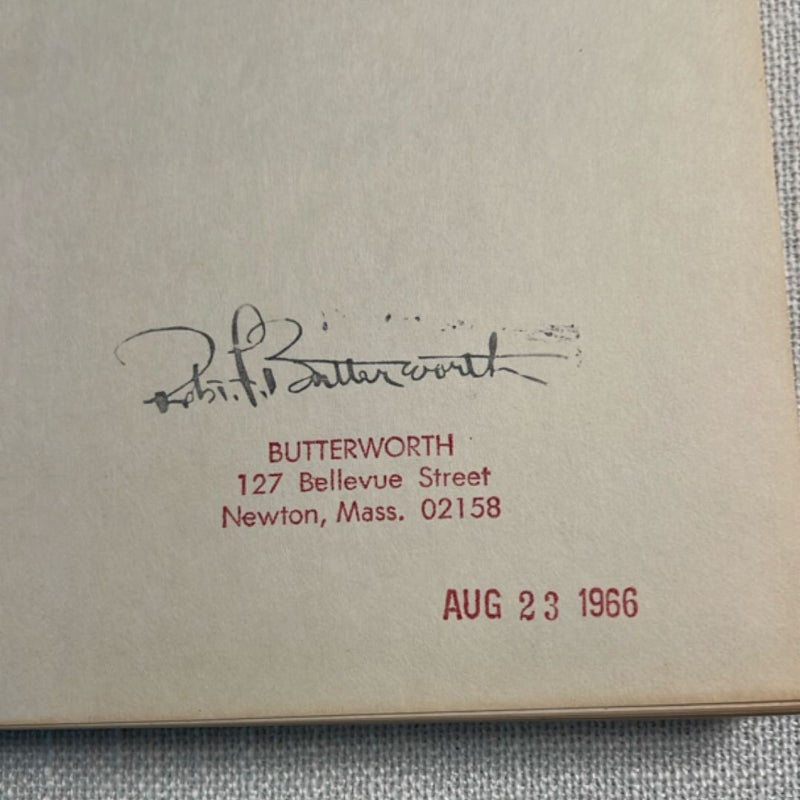 Robt. F. Butterworth
BUTTERWORTH
127 Bellevue Street
Newton, Mass. 02158
AUG 23 1966